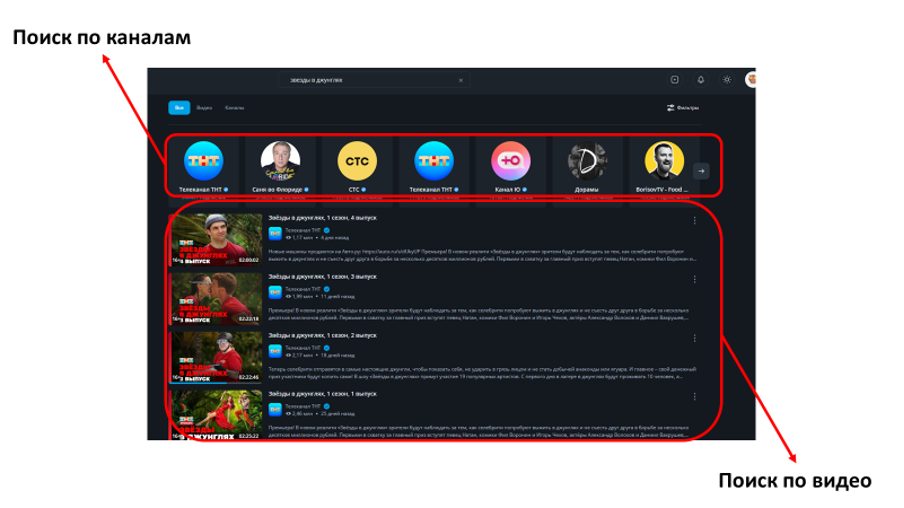 Поиск по каналам
звезды в джунглях ×
Все Видео Каналы
Фильтры
ТНТ СТС ТНТ Ю
Телеканал ТНТ Саня во Флориде СТС Телеканал ТНТ Канал Ю Дорамы BorisovTV - Food ...
Звёзды в джунглях, 1 сезон, 4 выпуск
Телеканал ТНТ
1,17 млн • 4 дня назад
Премьера! В новом реалити «Звёзды в джунглях» зрители будут наблюдать за тем, как селебрити попробуют
выжить в джунглях и не съесть друг друга в борьбе за несколько десятков миллионов рублей. Первыми в схватку за главный приз вступят певец Натан, комики Фил Воронин и
ЗВЁЗДЫ
В ДЖУНГЛЯХ
4 ВЫПУСК
16+ 02:00:02
Звёзды в джунглях, 1 сезон, 3 выпуск
Телеканал ТНТ
1,99 млн • 11 дней назад
Премьера! В новом реалити «Звёзды в джунглях» зрители будут наблюдать за тем, как селебрити попробуют выжить в джунглях и не съесть друг друга в борьбе за несколько
десятков миллионов рублей. Первыми в схватку за главный приз вступят певец Натан, комики Фил Воронин и Игорь Чехов, актёры Александр Волохов и Даниил Вахрушев,...
ЗВЁЗДЫ
В ДЖУНГЛЯХ
3 ВЫПУСК
16+ 02:22:18
Звёзды в джунглях, 1 сезон, 2 выпуск
Телеканал ТНТ
2,17 млн • 18 дней назад
Теперь селебрити отправятся в самые настоящие джунгли, чтобы показать себя, не ударить в грязь лицом и не стать добычей анаконды или ягуара. И главное – свой денежный
приз участники будут копить сами! В шоу «Звёзды в джунглях» примут участие 19 популярных артистов. С первого дня в лагере в джунглях будут проживать 10 человек, а...
ЗВЁЗДЫ
В ДЖУНГЛЯХ
2 ВЫПУСК
16+ 02:22:46
Звёзды в джунглях, 1 сезон, 1 выпуск
Телеканал ТНТ
2,46 млн • 25 дней назад
Премьера! В новом реалити «Звёзды в джунглях» зрители будут наблюдать за тем, как селебрити попробуют выжить в джунглях и не съесть друг друга в борьбе за несколько
десятков миллионов рублей. Первыми в схватку за главный приз вступят певец Натан, комики Фил Воронин и Игорь Чехов, актёры Александр Волохов и Даниил Вахрушев,...
ЗВЁЗДЫ
В ДЖУНГЛЯХ
16+ 02:25:22
Поиск по видео